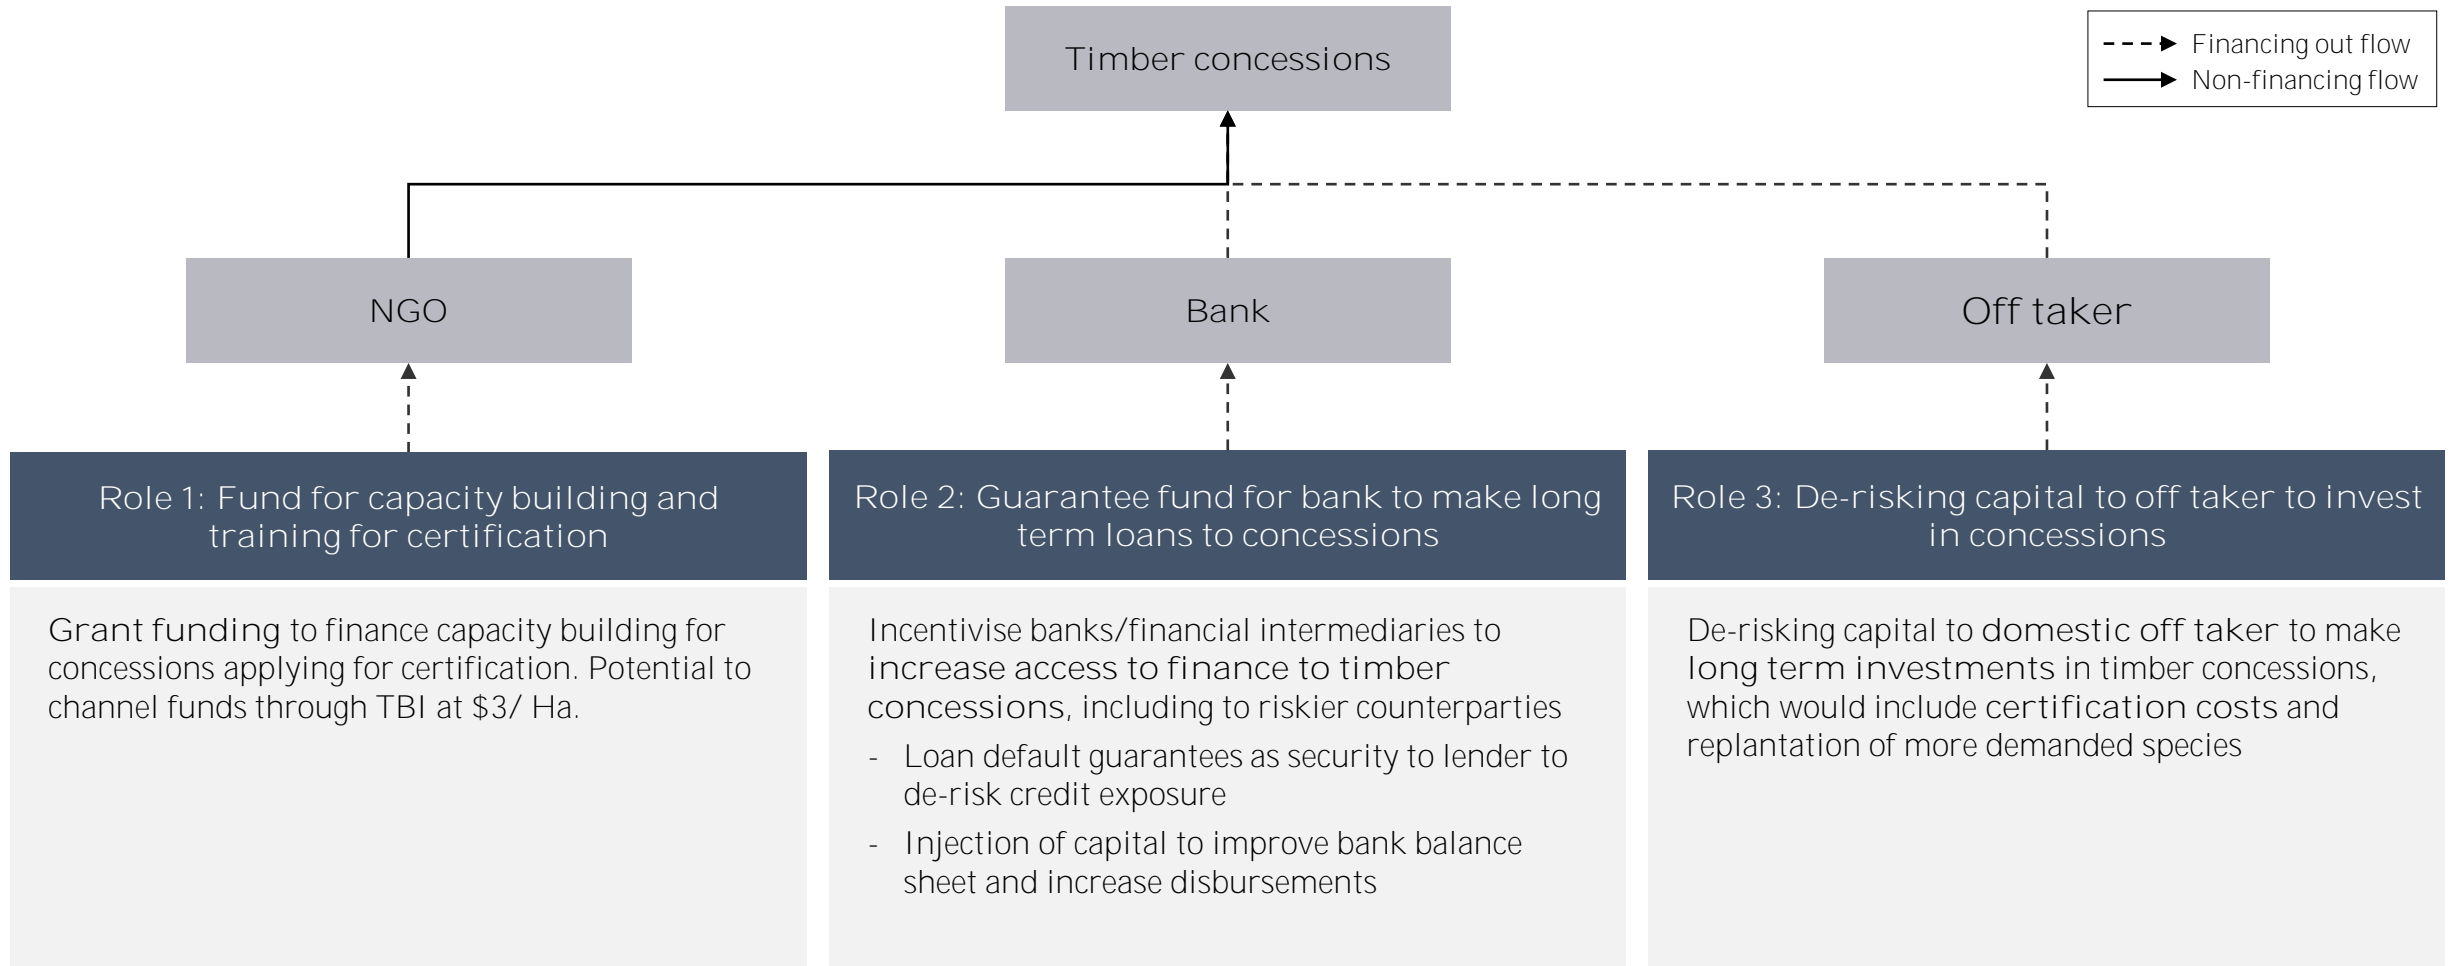 Timber concessions
Financing out flow
Non-financing flow
NGO
Bank
Off taker
Role 1: Fund for capacity building and
training for certification
Role 2: Guarantee fund for bank to make long
term loans to concessions
Role 3: De-risking capital to off taker to invest
in concessions
Grant funding to finance capacity building for
concessions applying for certification. Potential to
channel funds through TBI at $3/ Ha.
Incentivise banks/financial intermediaries to
increase access to finance to timber
concessions, including to riskier counterparties
- Loan default guarantees as security to lender to
de-risk credit exposure
- Injection of capital to improve bank balance
sheet and increase disbursements
De-risking capital to domestic off taker to make
long term investments in timber concessions,
which would include certification costs and
replantation of more demanded species